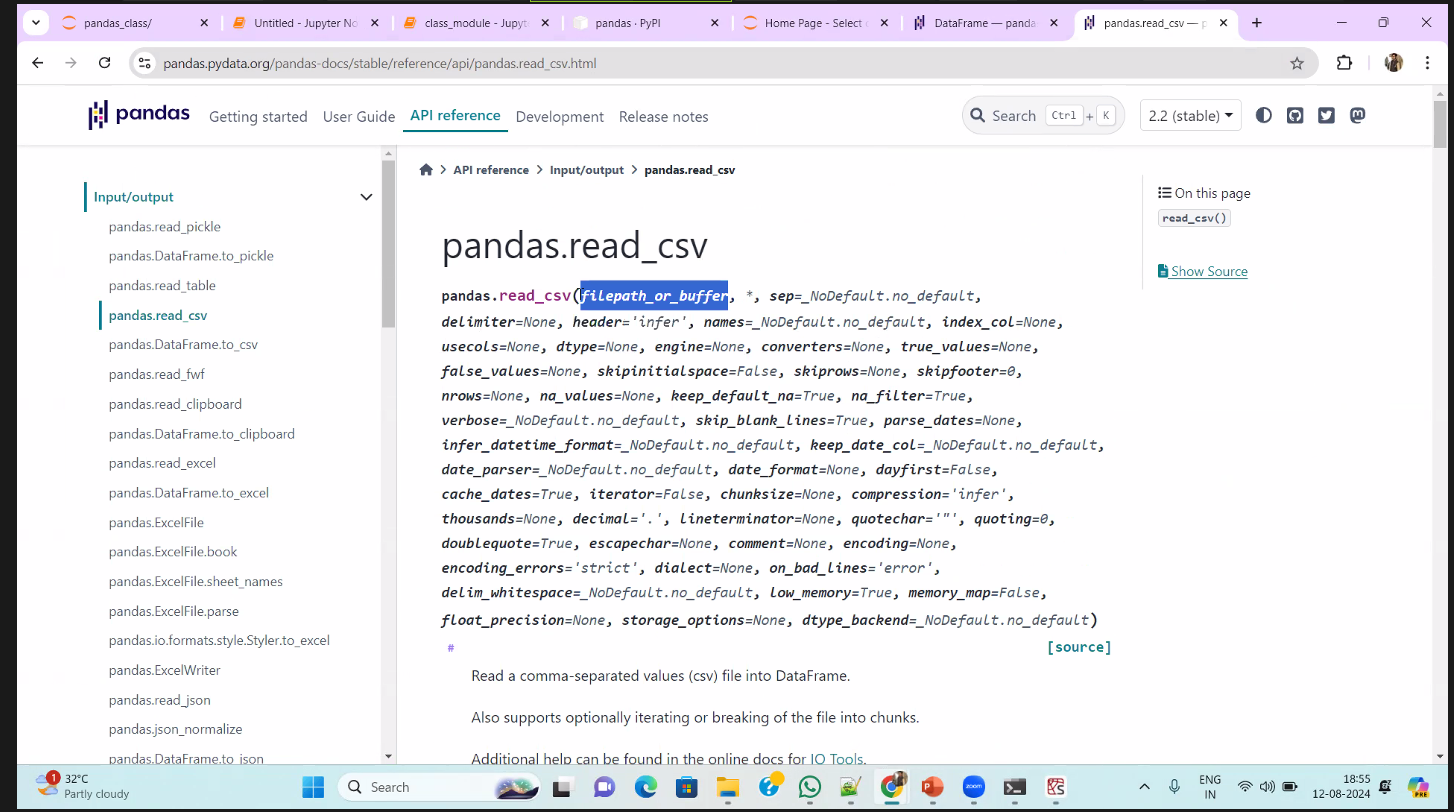 pandas_class/
Untitled - Jupyter No
class_module - Jupyte
pandas · PyPI
Home Page - Select
DataFrame — panda
pandas.read_csv — p
pandas.pydata.org/pandas-docs/stable/reference/api/pandas.read_csv.html
pandas
Getting started
User Guide
API reference
Development
Release notes
Search Ctrl + K
2.2 (stable)
Input/output
pandas.read_pickle
pandas.DataFrame.to_pickle
pandas.read_table
pandas.read_csv
pandas.DataFrame.to_csv
pandas.read_fwf
pandas.read_clipboard
pandas.DataFrame.to_clipboard
pandas.read_excel
pandas.DataFrame.to_excel
pandas.ExcelFile
pandas.ExcelFile.book
pandas.ExcelFile.sheet_names
pandas.ExcelFile.parse
pandas.io.formats.style.Styler.to_excel
pandas.ExcelWriter
pandas.read_json
pandas.json_normalize
pandas.DataFrame.to_json
API reference > Input/output > pandas.read_csv
pandas.read_csv
pandas.read_csv(filepath_or_buffer, *, sep=_NoDefault.no_default,
delimiter=None, header='infer', names=_NoDefault.no_default, index_col=None,
usecols=None, dtype=None, engine=None, converters=None, true_values=None,
false_values=None, skipinitialspace=False, skiprows=None, skipfooter=0,
nrows=None, na_values=None, keep_default_na=True, na_filter=True,
verbose=_NoDefault.no_default, skip_blank_lines=True, parse_dates=None,
infer_datetime_format=_NoDefault.no_default, keep_date_col=_NoDefault.no_default,
date_parser=_NoDefault.no_default, date_format=None, dayfirst=False,
cache_dates=True, iterator=False, chunksize=None, compression='infer',
thousands=None, decimal='.', lineterminator=None, quotechar='"', quoting=0,
doublequote=True, escapechar=None, comment=None, encoding=None,
encoding_errors='strict', dialect=None, on_bad_lines='error',
delim_whitespace=_NoDefault.no_default, low_memory=True, memory_map=False,
float_precision=None, storage_options=None, dtype_backend=_NoDefault.no_default)
#
[source]
Read a comma-separated values (csv) file into DataFrame.
Also supports optionally iterating or breaking of the file into chunks.
Additional help can be found in the online docs for IO Tools.
On this page
read_csv()
Show Source
1
32°C
Partly cloudy
Search
zoom
PRE
ENG
IN
18:55
12-08-2024